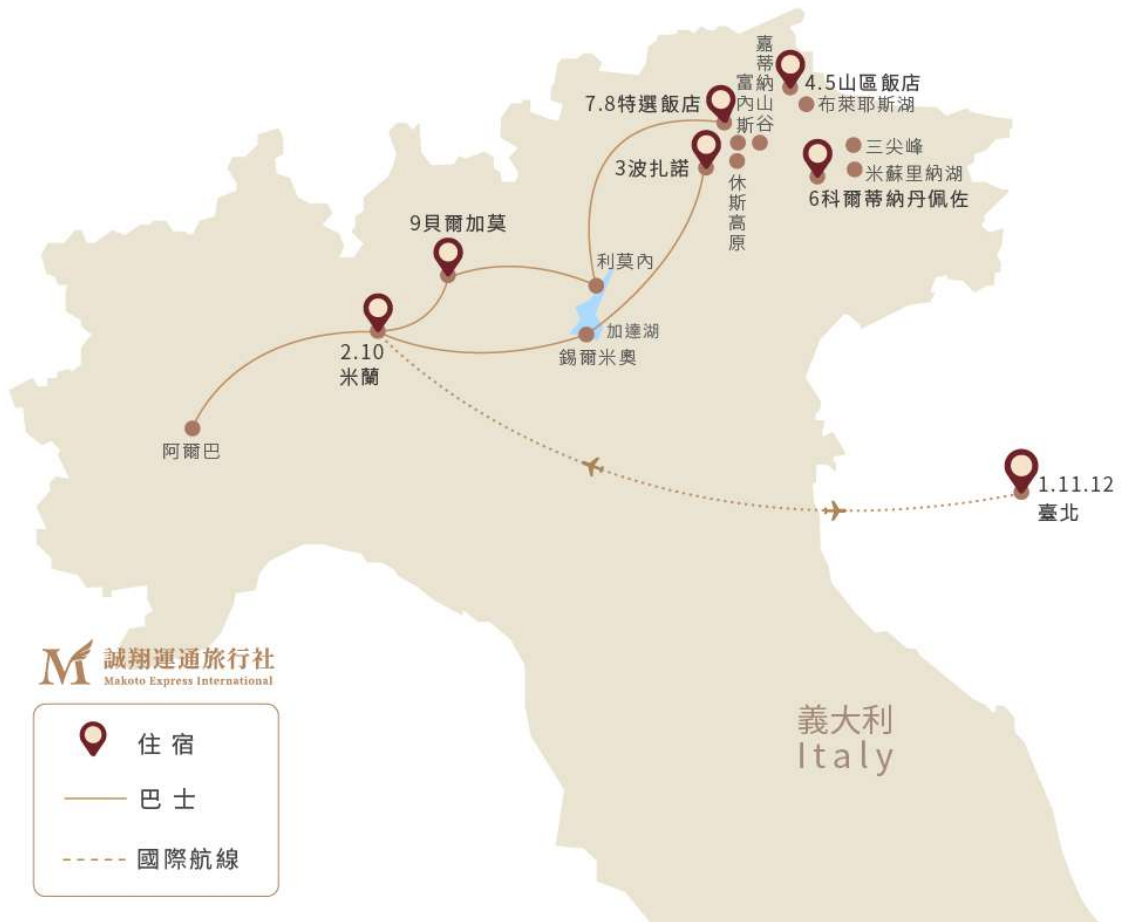 嘉蒂納山谷
富內斯
4.5山區飯店
布萊耶斯湖
7.8特選飯店
三尖峰
米蘇里納湖
3波扎諾
6科爾蒂納丹佩佐
休斯高原
9貝爾加莫
利莫內
加達湖
錫爾米奧
2.10
米蘭
阿爾巴
1.11.12
臺北
M 誠翔運通旅行社
Makoto Express International
住宿
巴士
國際航線
義大利
Italy